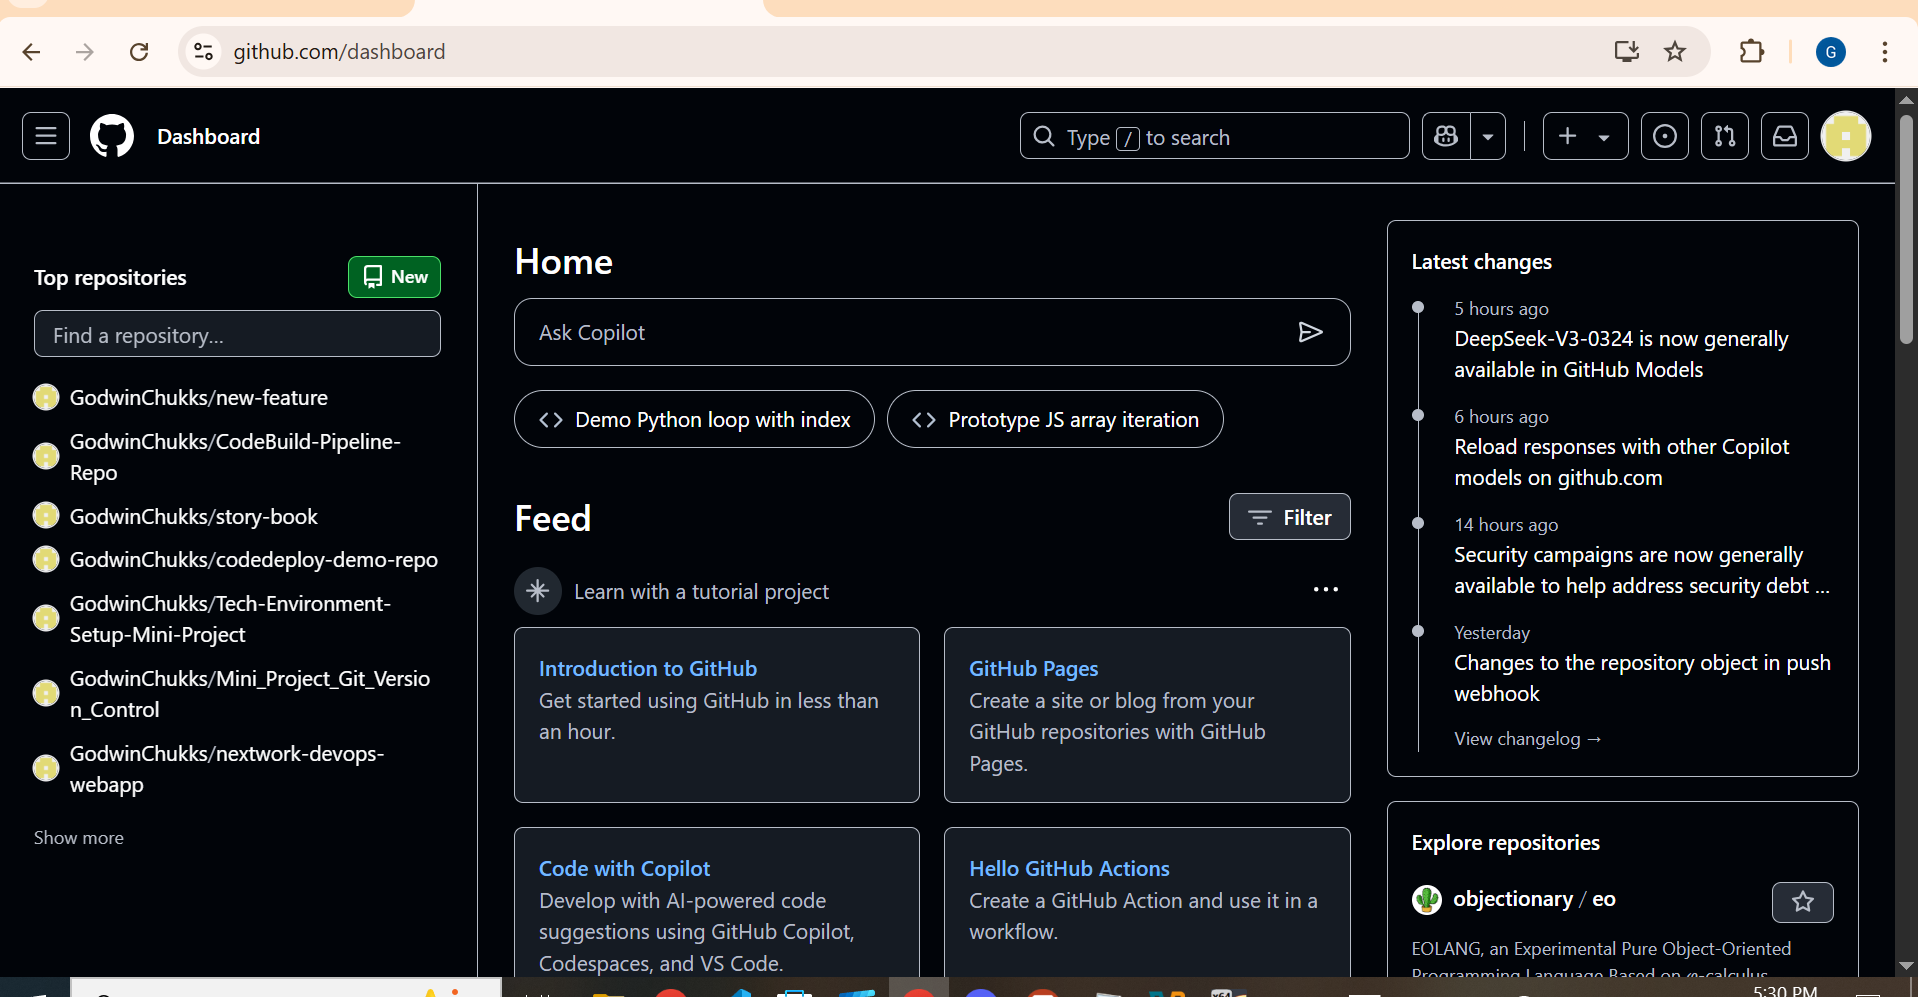 github.com/dashboard
G
Dashboard
Type / to search
Top repositories
New
Find a repository...
GodwinChukks/new-feature
GodwinChukks/CodeBuild-Pipeline-
Repo
GodwinChukks/story-book
GodwinChukks/codedeploy-demo-repo
GodwinChukks/Tech-Environment-
Setup-Mini-Project
GodwinChukks/Mini_Project_Git_Versio
n_Control
GodwinChukks/nextwork-devops-
webapp
Show more
Home
Ask Copilot
Demo Python loop with index
Prototype JS array iteration
Feed
Filter
Learn with a tutorial project
Introduction to GitHub
Get started using GitHub in less than
an hour.
GitHub Pages
Create a site or blog from your
GitHub repositories with GitHub
Pages.
Code with Copilot
Develop with AI-powered code
suggestions using GitHub Copilot,
Codespaces, and VS Code.
Hello GitHub Actions
Create a GitHub Action and use it in a
workflow.
Latest changes
5 hours ago
DeepSeek-V3-0324 is now generally
available in GitHub Models
6 hours ago
Reload responses with other Copilot
models on github.com
14 hours ago
Security campaigns are now generally
available to help address security debt ...
Yesterday
Changes to the repository object in push
webhook
View changelog →
Explore repositories
objectionary / eo
EOLANG, an Experimental Pure Object-Oriented
Programming Language Based on φ-calculus
5:30 PM